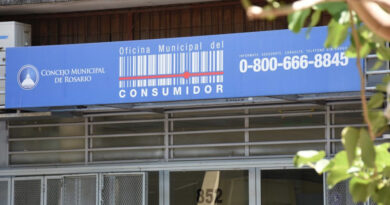 CONCEJO MUNICIPAL
DE ROSARIO
Oficina Municipal del
CONSUMIDOR
0-800-666-8845
852